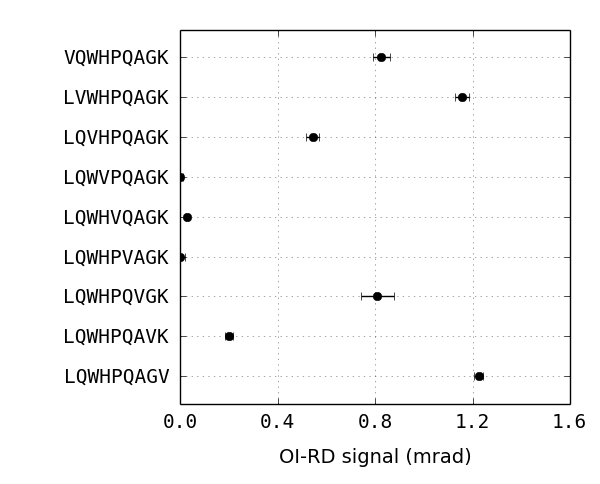 VQWHPQAGK
LVWHPQAGK
LQVHPQAGK
LQWVPQAGK
LQWHVQAGK
LQWHPVAGK
LQWHPQVGK
LQWHPQAVK
LQWHPQAGV
0.0 0.4 0.8 1.2 1.6
OI-RD signal (mrad)